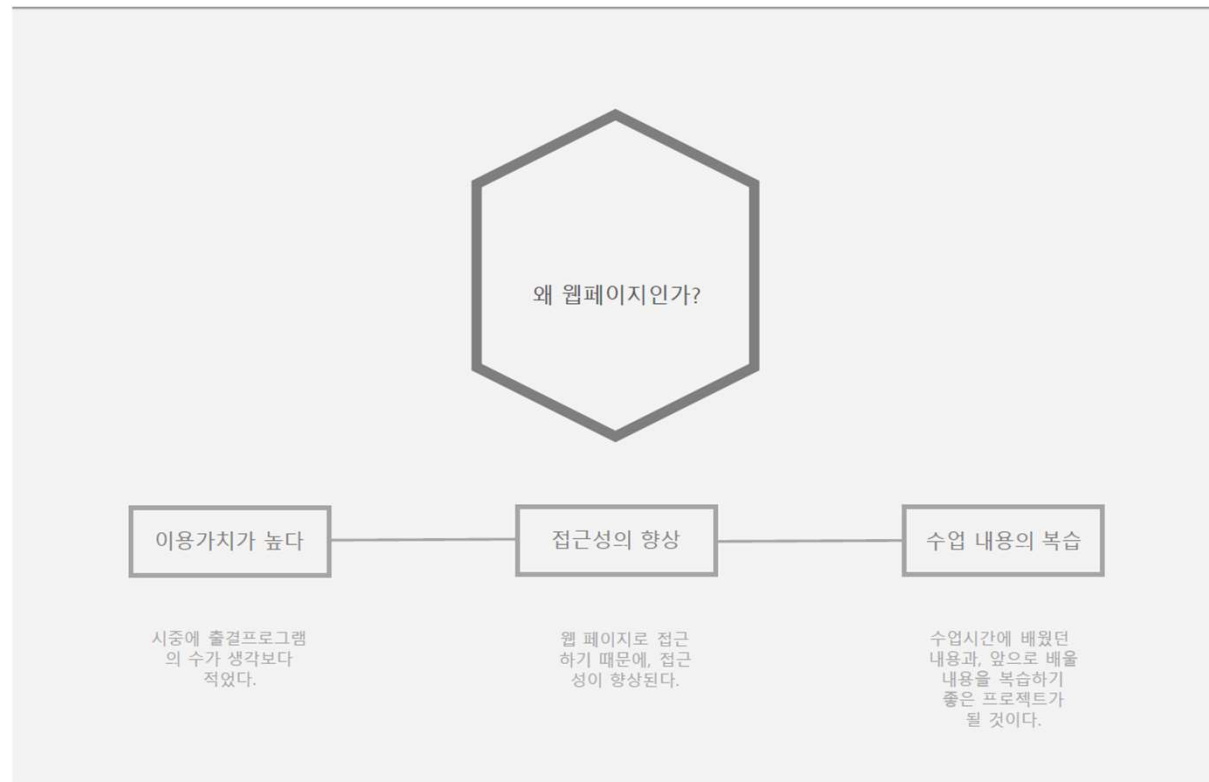 왜 웹페이지인가?
이용가치가 높다
접근성의 향상
수업 내용의 복습
시중에 출결프로그램
의 수가 생각보다
적었다.
웹 페이지로 접근
하기 때문에, 접근
성이 향상된다.
수업시간에 배웠던
내용과, 앞으로 배울
내용을 복습하기
좋은 프로젝트가
될 것이다.